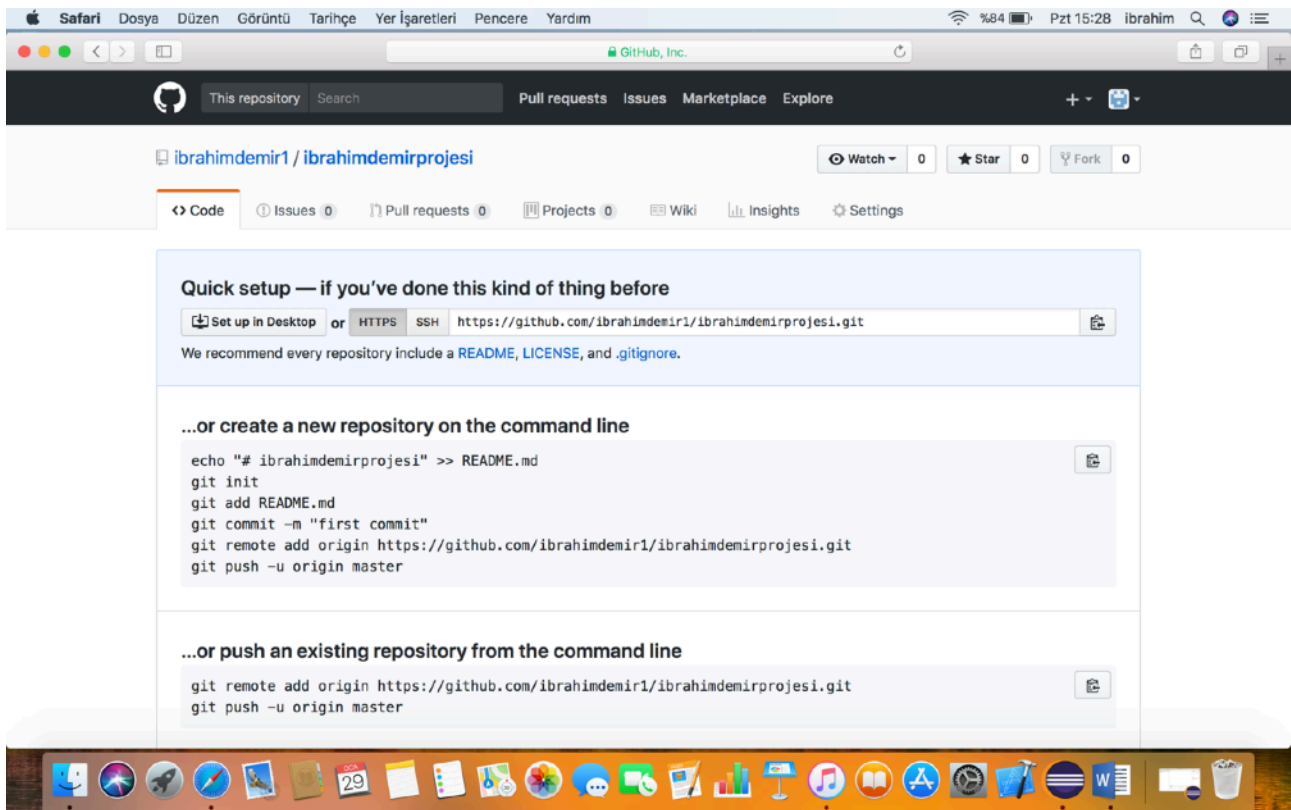 Safari Dosya Düzen Görüntü Tarihçe Yer İşaretleri Pencere Yardım %84 Pzt 15:28 ibrahim
GitHub, Inc.
This repository Search Pull requests Issues Marketplace Explore
ibrahimdemir1 / ibrahimdemirprojesi Watch 0 Star 0 Fork 0
Code Issues 0 Pull requests 0 Projects 0 Wiki Insights Settings
Quick setup — if you've done this kind of thing before
Set up in Desktop or HTTPS SSH https://github.com/ibrahimdemir1/ibrahimdemirprojesi.git
We recommend every repository include a README, LICENSE, and .gitignore.
...or create a new repository on the command line
echo "# ibrahimdemirprojesi" >> README.md
git init
git add README.md
git commit -m "first commit"
git remote add origin https://github.com/ibrahimdemir1/ibrahimdemirprojesi.git
git push -u origin master
...or push an existing repository from the command line
git remote add origin https://github.com/ibrahimdemir1/ibrahimdemirprojesi.git
git push -u origin master
OCA
29
W